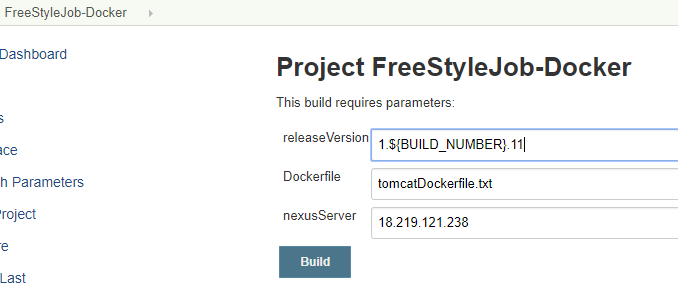 FreeStyleJob-Docker
Dashboard
Project FreeStyleJob-Docker
This build requires parameters:
s
releaseVersion 1.${BUILD_NUMBER}.11
ace
h Parameters
Dockerfile tomcatDockerfile.txt
roject
nexusServer 18.219.121.238
re
Build
Last